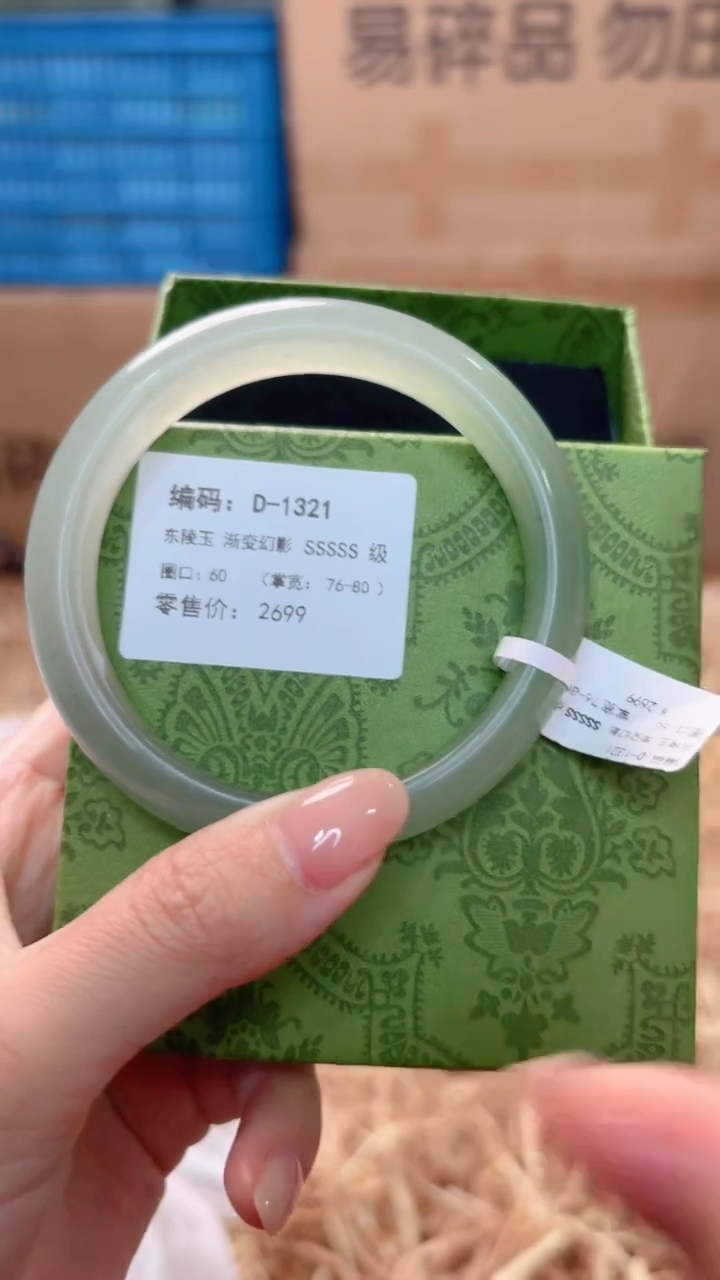 易碎品 勿压
编码：D-1321
东陵玉 渐变幻影 SSSSS 级
圈口：60 （掌宽：76-80 ）
零售价：2699